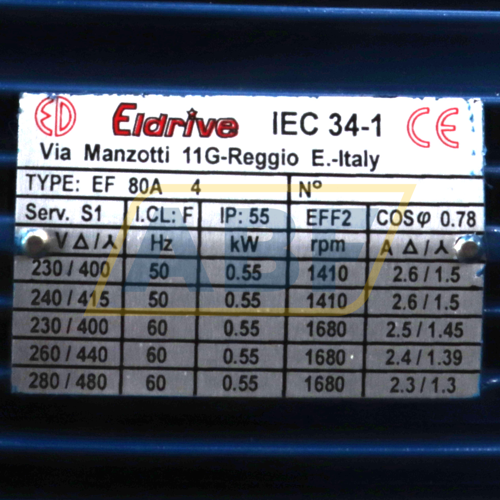 ED Eldrive IEC 34-1 CE
Via Manzotti 11G-Reggio E.-Italy
TYPE: EF 80A 4 Nº
Serv. S1 I.CL: F IP: 55 EFF2 COSφ 0.78
V Δ/⅄ Hz kW rpm A Δ/⅄
230/400 50 0.55 1410 2.6/1.5
240/415 50 0.55 1410 2.6/1.5
230/400 60 0.55 1680 2.5/1.45
260/440 60 0.55 1680 2.4/1.39
280/480 60 0.55 1680 2.3/1.3